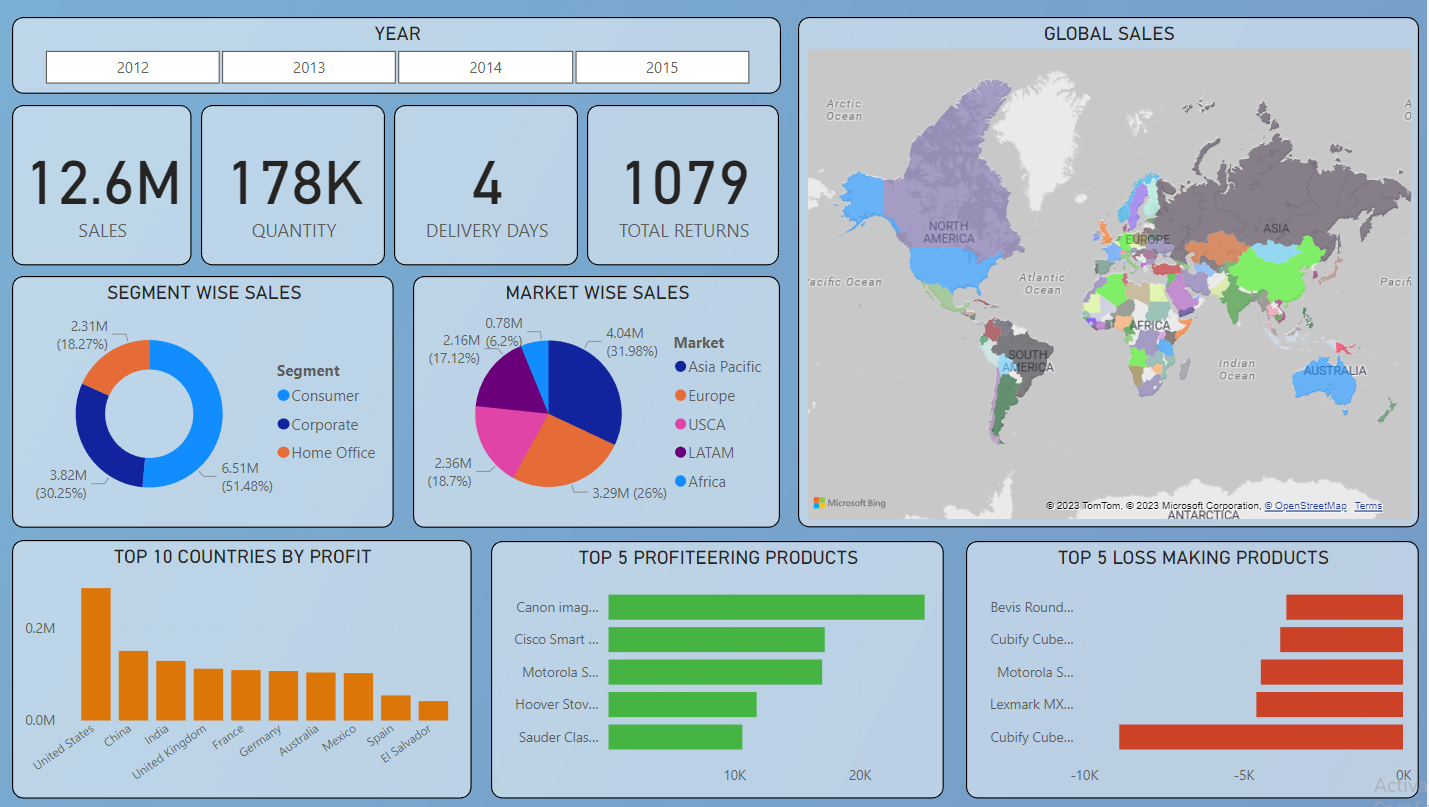 YEAR
2012
2013
2014
2015
12.6M
SALES
178K
QUANTITY
4
DELIVERY DAYS
1079
TOTAL RETURNS
GLOBAL SALES
Arctic
Ocean
A
O
NORTH
AMERICA
EUROPE
ASIA
acific Ocean
Atlantic
Ocean
Pacif
AFRICA
SOUTH
AMERICA
Indian
Ocean
AUSTRALIA
Microsoft Bing
© 2023 TomTom, © 2023 Microsoft Corporation, © OpenStreetMap Terms
ANTARCTICA
SEGMENT WISE SALES
2.31M
(18.27%)
3.82M
(30.25%)
6.51M
(51.48%)
Segment
Consumer
Corporate
Home Office
MARKET WISE SALES
0.78M
(6.2%)
2.16M
(17.12%)
4.04M
(31.98%)
2.36M
(18.7%)
3.29M (26%)
Market
Asia Pacific
Europe
USCA
LATAM
Africa
TOP 10 COUNTRIES BY PROFIT
0.2M
0.0M
United States
China
India
United Kingdom
France
Germany
Australia
Mexico
Spain
El Salvador
TOP 5 PROFITEERING PRODUCTS
Canon imag...
Cisco Smart ...
Motorola S...
Hoover Stov...
Sauder Clas...
10K
20K
TOP 5 LOSS MAKING PRODUCTS
Bevis Round...
Cubify Cube...
Motorola S...
Lexmark MX...
Cubify Cube...
-10K
-5K
0K
Activa